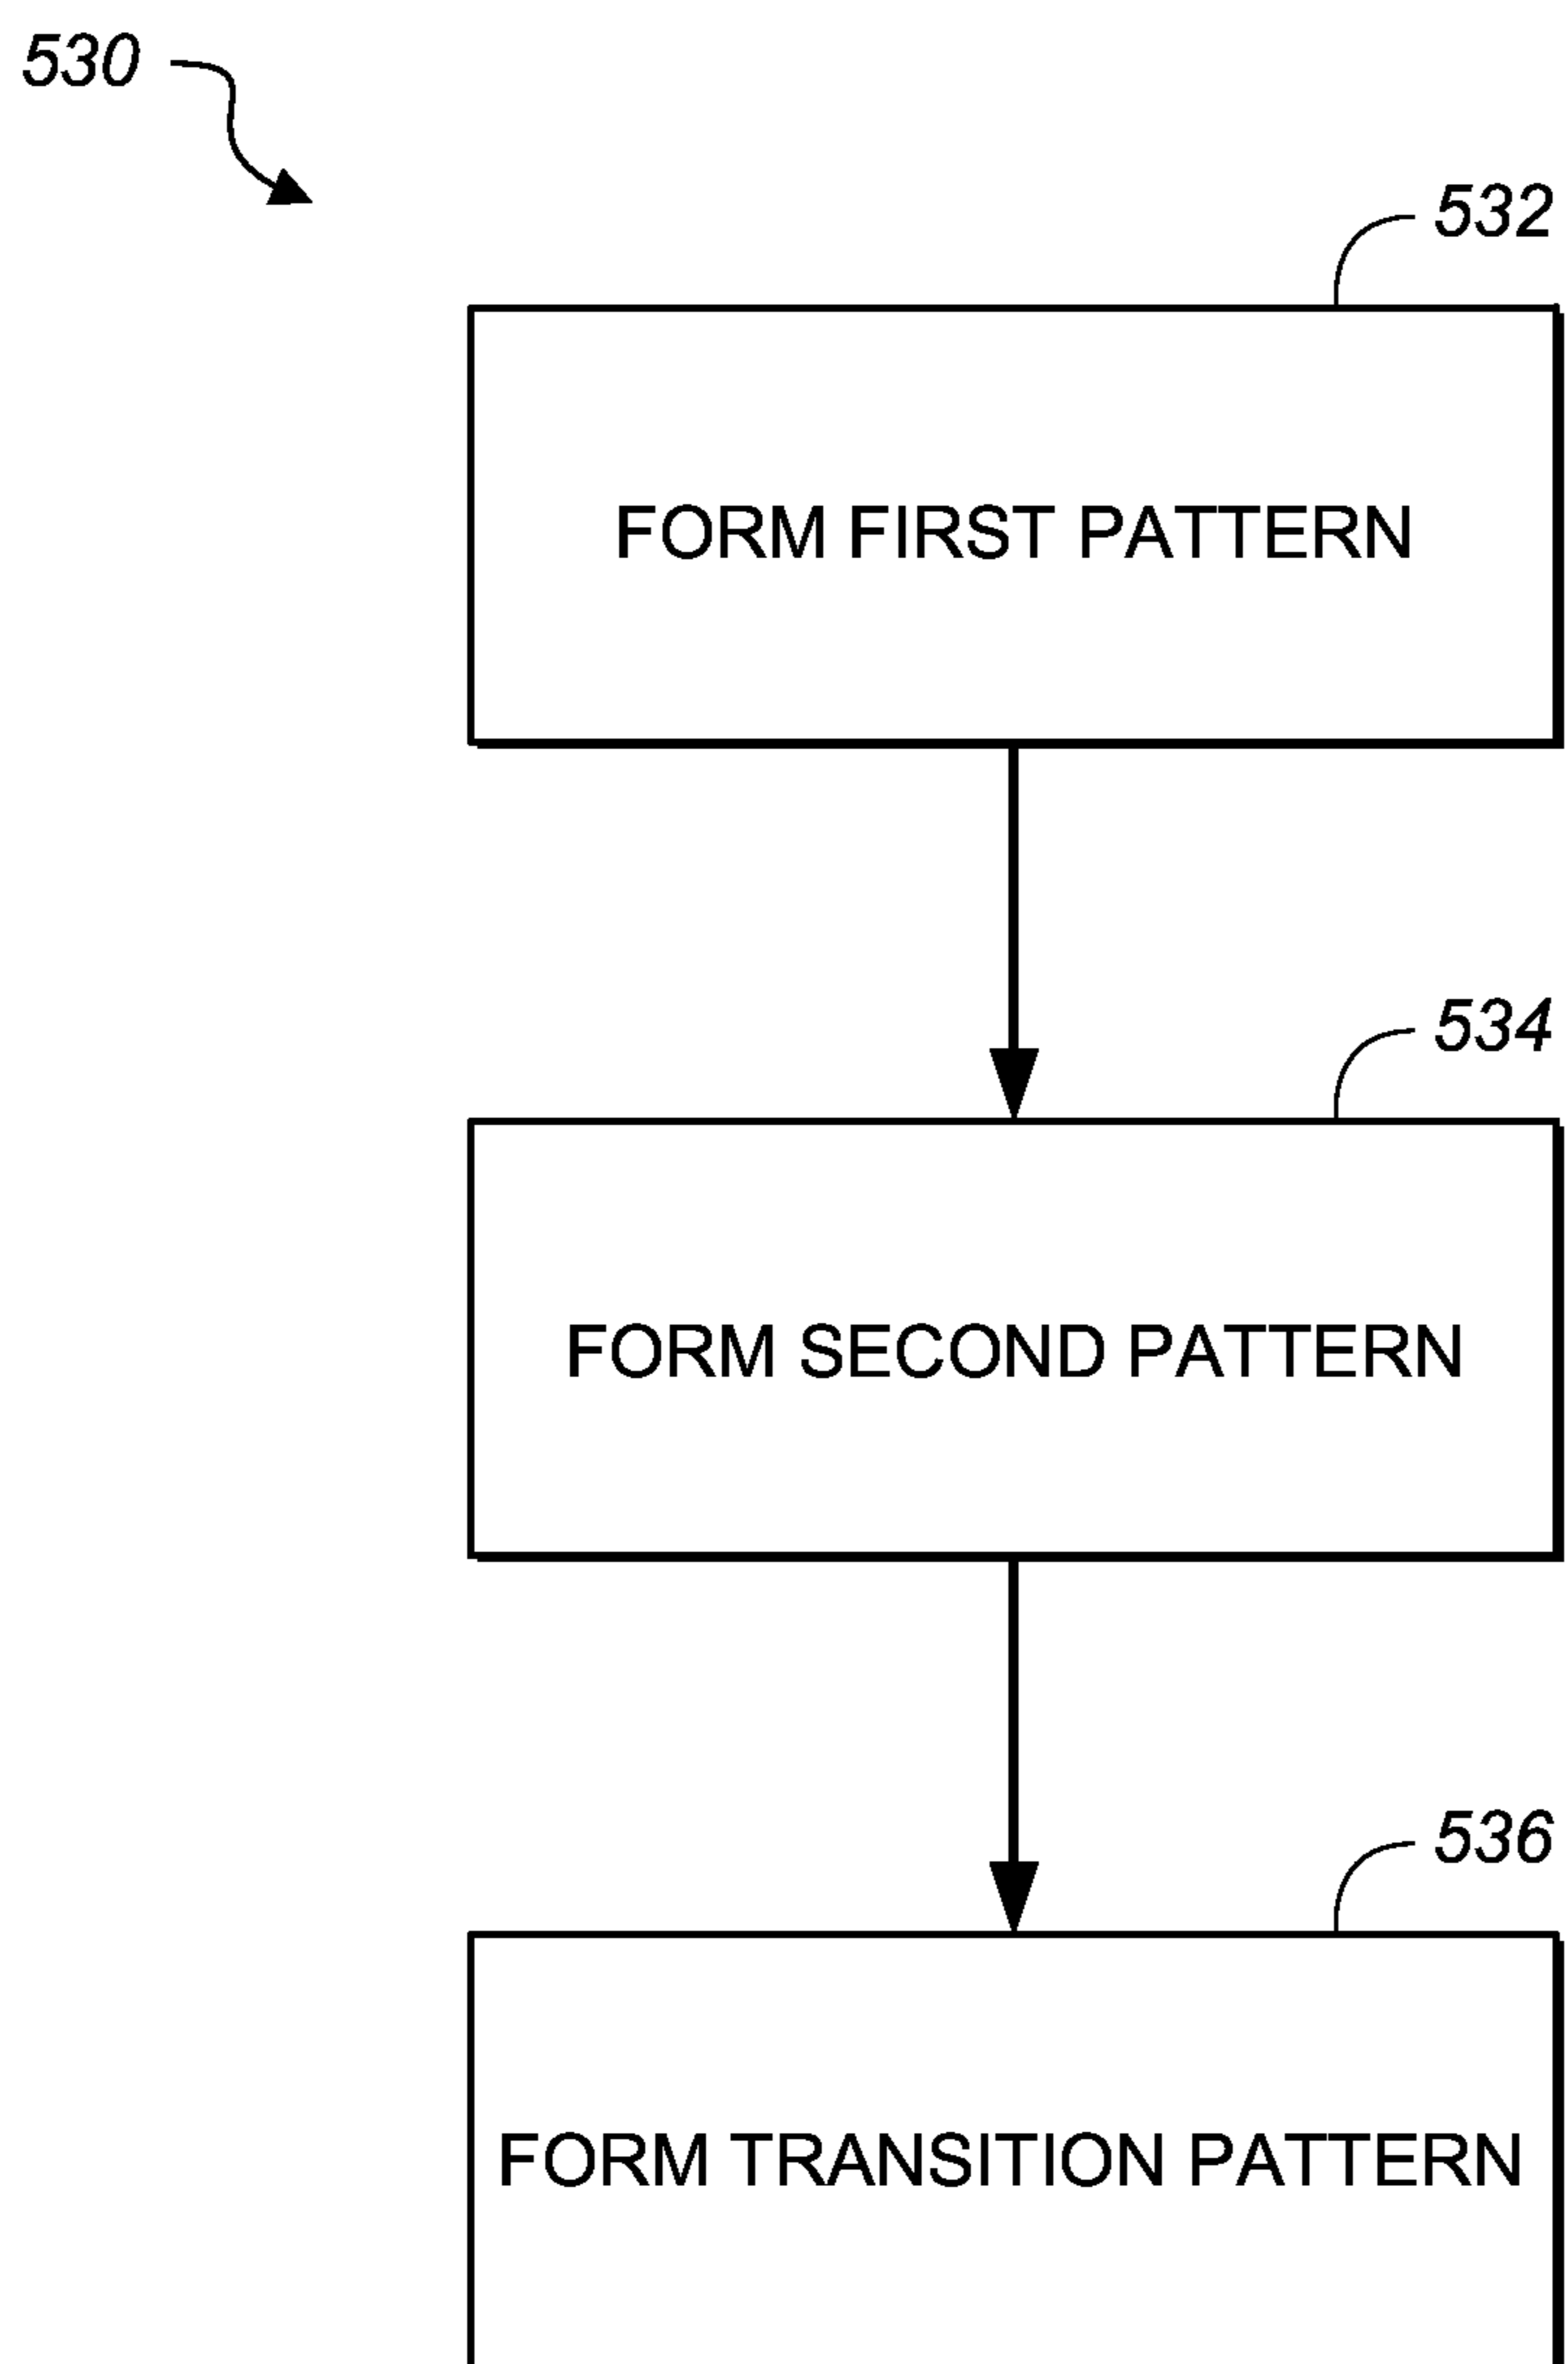 530
532
FORM FIRST PATTERN
534
FORM SECOND PATTERN
536
FORM TRANSITION PATTERN